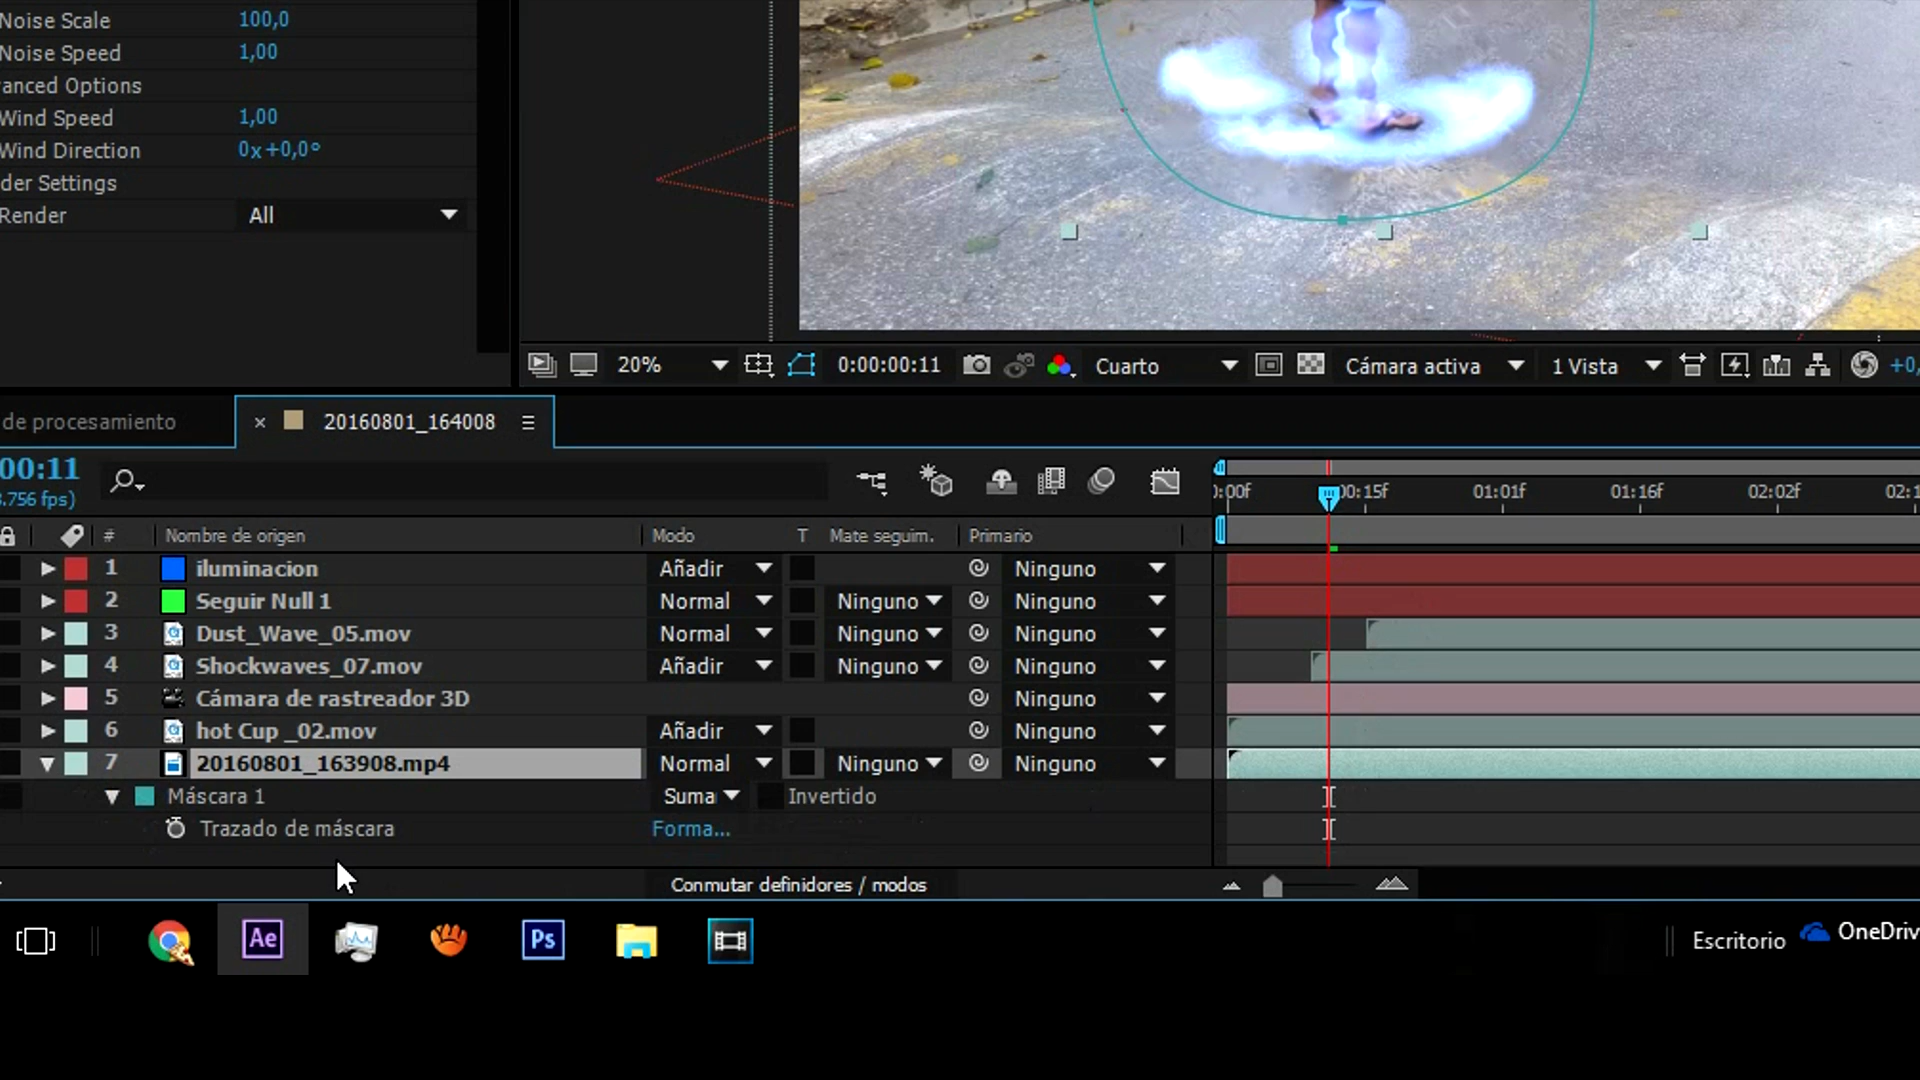 Noise Scale 100,0
Noise Speed 1,00
anced Options
Wind Speed 1,00
Wind Direction 0x+0,0°
der Settings
Render All
20% 0:00:00:11 Cuarto Cámara activa 1 Vista +0,
de procesamiento × 20160801_164008
00:11
.756 fps)
:00f 00:15f 01:01f 01:16f 02:02f 02:1
# Nombre de origen Modo T Mate seguim. Primario
1 iluminacion Añadir Ninguno
2 Seguir Null 1 Normal Ninguno Ninguno
3 Dust_Wave_05.mov Normal Ninguno Ninguno
4 Shockwaves_07.mov Añadir Ninguno Ninguno
5 Cámara de rastreador 3D Ninguno
6 hot Cup _02.mov Añadir Ninguno
7 20160801_163908.mp4 Normal Ninguno Ninguno
Máscara 1 Suma Invertido
Trazado de máscara Forma...
Conmutar definidores / modos
Ae Ps Escritorio OneDriv